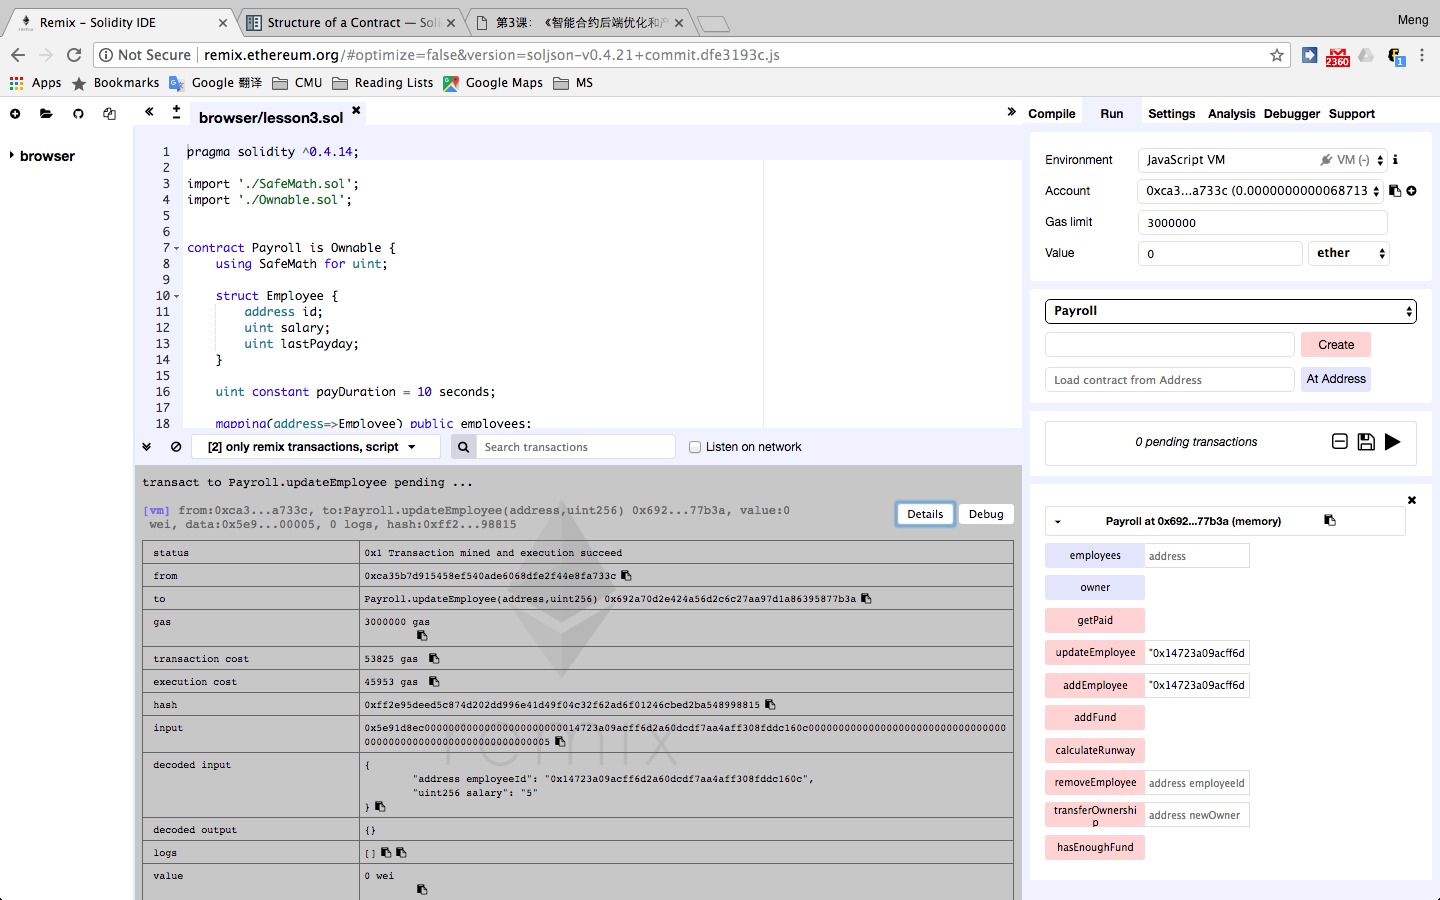 Remix - Solidity IDE
Structure of a Contract — Soli
第3课: 《智能合约后端优化和产
Meng
Not Secure
remix.ethereum.org/#optimize=false&version=soljson-v0.4.21+commit.dfe3193c.js
2360
1
Apps
Bookmarks
Google 翻译
CMU
Reading Lists
Google Maps
MS
browser/lesson3.sol
Compile
Run
Settings
Analysis
Debugger
Support
browser
1 pragma solidity ^0.4.14;
2
3 import './SafeMath.sol';
4 import './Ownable.sol';
5
6
7 contract Payroll is Ownable {
8 using SafeMath for uint;
9
10 struct Employee {
11 address id;
12 uint salary;
13 uint lastPayday;
14 }
15
16 uint constant payDuration = 10 seconds;
17
18 mapping(address=>Employee) public employees;
[2] only remix transactions, script
Search transactions
Listen on network
transact to Payroll.updateEmployee pending ...
[vm] from:0xca3...a733c, to:Payroll.updateEmployee(address,uint256) 0x692...77b3a, value:0
wei, data:0x5e9...00005, 0 logs, hash:0xff2...98815
Details
Debug
status 0x1 Transaction mined and execution succeed
from 0xca35b7d915458ef540ade6068dfe2f44e8fa733c
to Payroll.updateEmployee(address,uint256) 0x692a70d2e424a56d2c6c27aa97d1a86395877b3a
gas 3000000 gas
transaction cost 53825 gas
execution cost 45953 gas
hash 0xff2e95deed5c874d202dd996e41d49f04c32f62ad6f01246cbed2ba548998815
input 0x5e91d8ec00000000000000000000000014723a09acff6d2a60dcdf7aa4aff308fddc160c000000000000000000000000000000000
0000000000000000000000000000005
decoded input {
"address employeeId": "0x14723a09acff6d2a60dcdf7aa4aff308fddc160c",
"uint256 salary": "5"
}
decoded output {}
logs []
value 0 wei
remix
Environment
JavaScript VM
VM (-)
Account
0xca3...a733c (0.0000000000068713
Gas limit
3000000
Value
0
ether
Payroll
Create
Load contract from Address
At Address
0 pending transactions
Payroll at 0x692...77b3a (memory)
employees
address
owner
getPaid
updateEmployee
"0x14723a09acff6d
addEmployee
"0x14723a09acff6d
addFund
calculateRunway
removeEmployee
address employeeId
transferOwnershi
p
address newOwner
hasEnoughFund